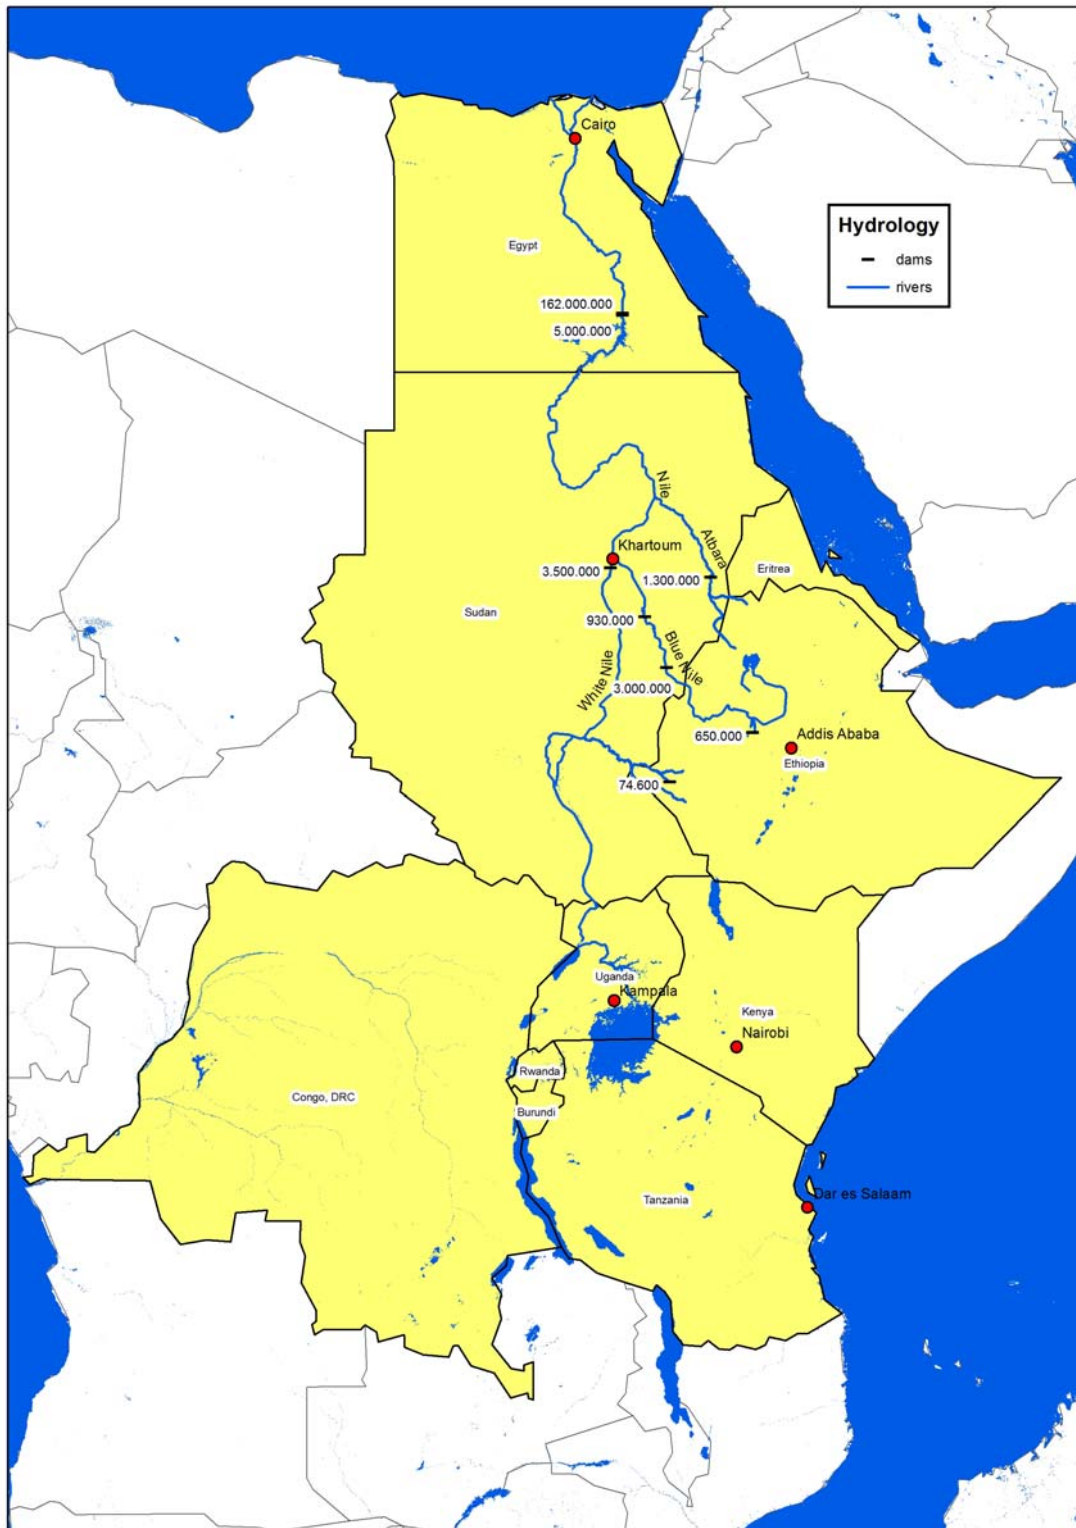 Cairo
Hydrology
dams
rivers
Egypt
162.000.000
5.000.000
Nile
Atbara
Khartoum
3.500.000
1.300.000
Eritrea
Sudan
930.000
Blue Nile
White Nile
3.000.000
650.000
Addis Ababa
Ethiopia
74.600
Uganda
Kampala
Kenya
Nairobi
Rwanda
Congo, DRC
Burundi
Tanzania
Dar es Salaam